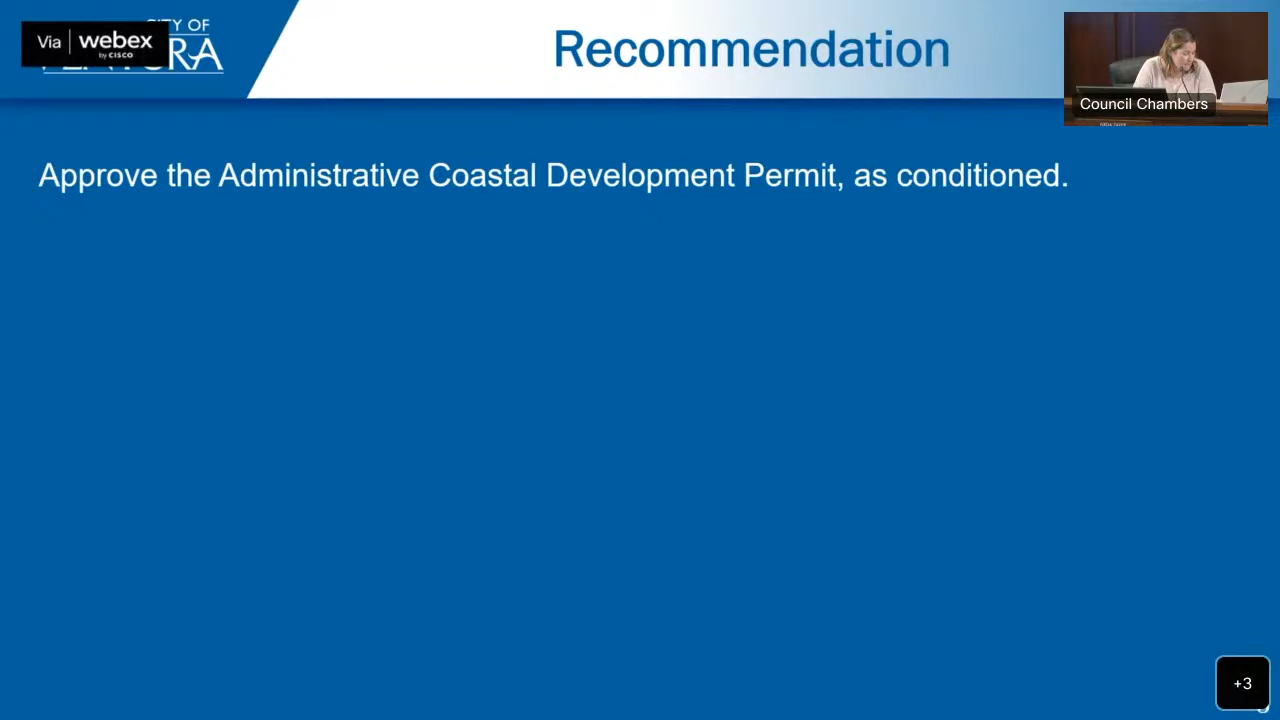 Via webex
by CISCO
CITY OF
VENTURA
Recommendation
Council Chambers
Approve the Administrative Coastal Development Permit, as conditioned.
+3